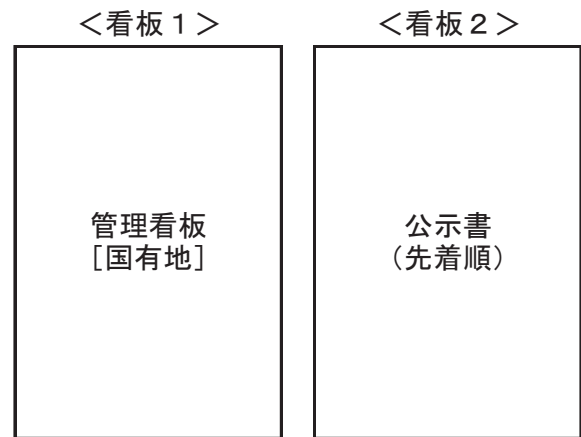 ＜看板１＞
＜看板２＞
管理看板
［国有地］
公示書
（先着順）